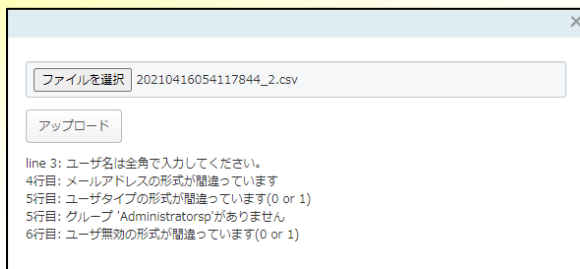 ×
ファイルを選択 20210416054117844_2.csv
アップロード
line 3: ユーザ名は全角で入力してください。
4行目: メールアドレスの形式が間違っています
5行目: ユーザタイプの形式が間違っています(0 or 1)
5行目: グループ 'Administratorsp'がありません
6行目: ユーザ無効の形式が間違っています(0 or 1)